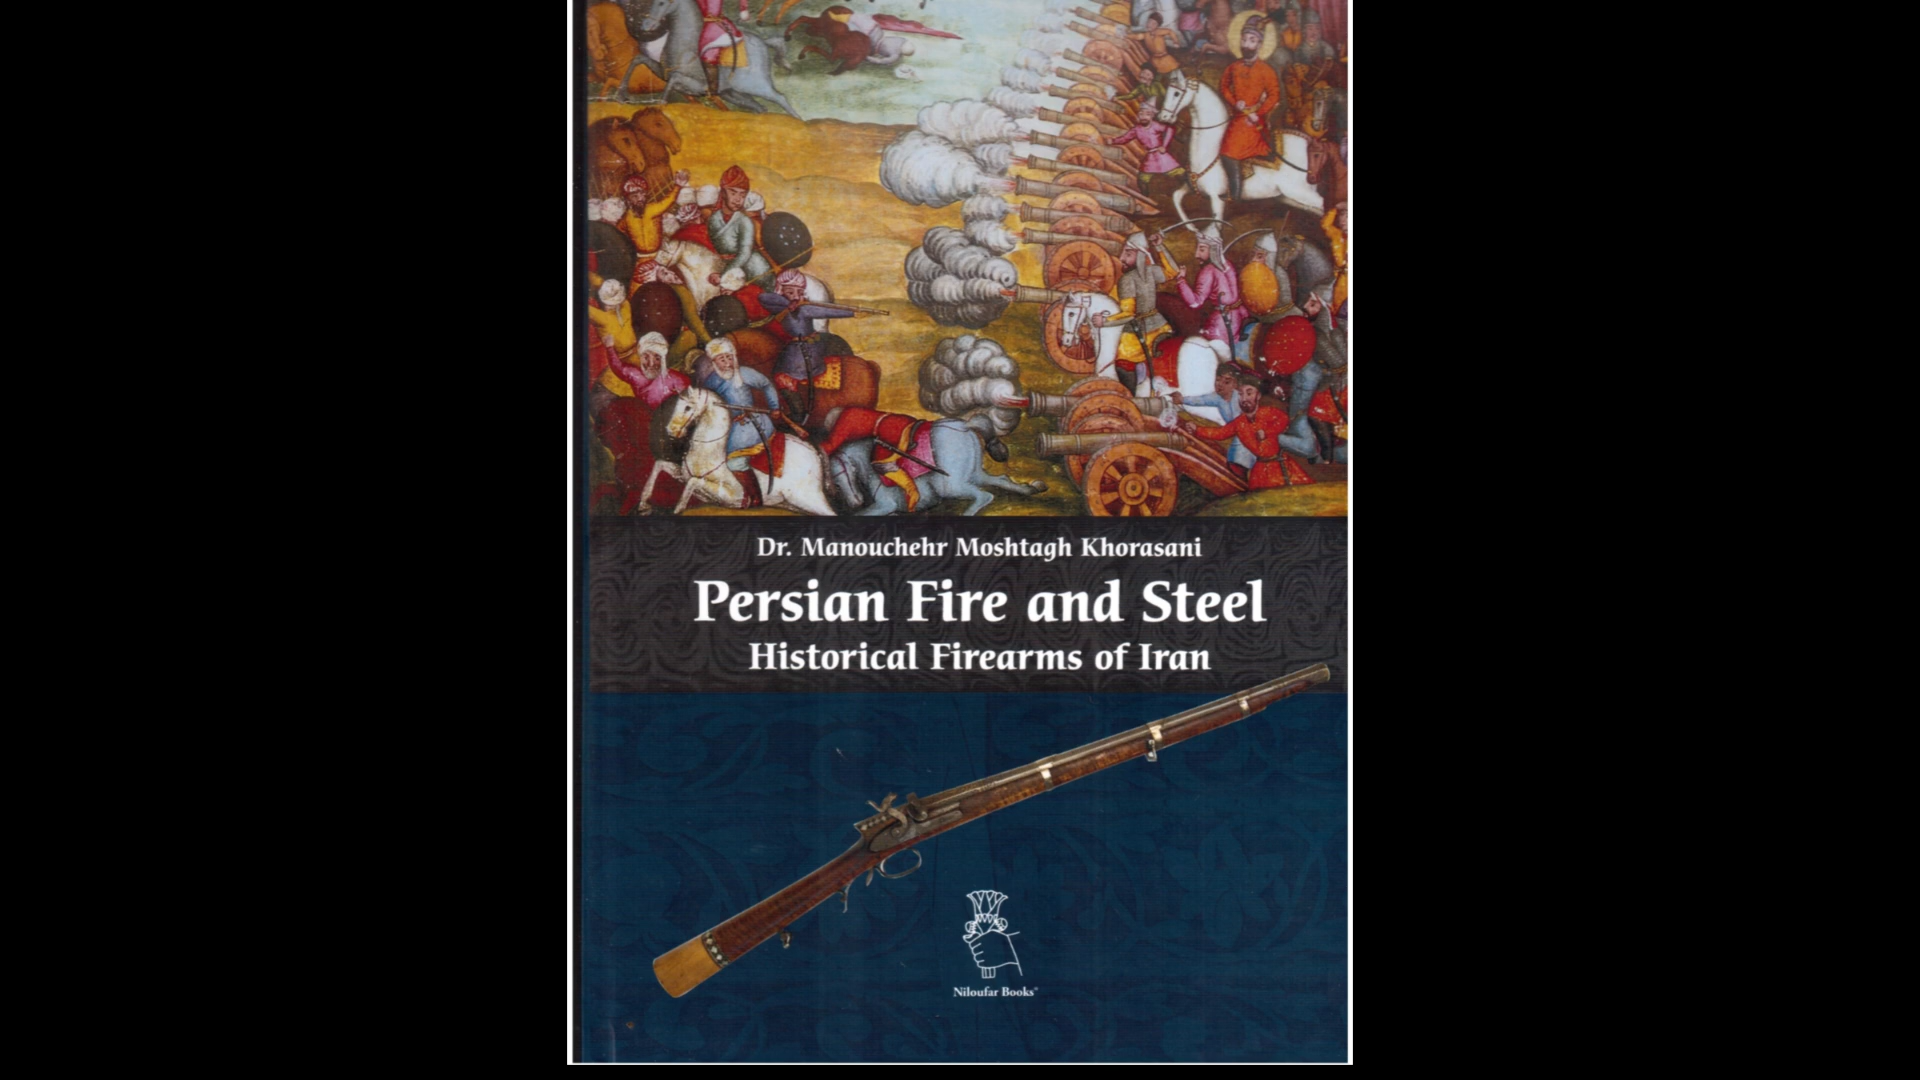 Dr. Manouchehr Moshtagh Khorasani
Persian Fire and Steel
Historical Firearms of Iran
Niloufar Books®